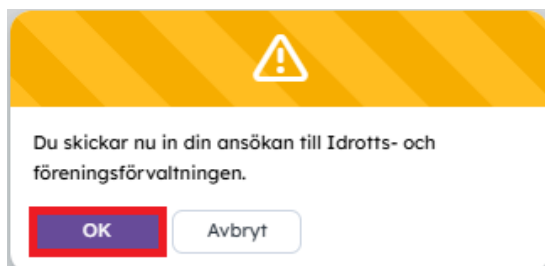 Du skickar nu in din ansökan till Idrotts- och
föreningsförvaltningen.
OK
Avbryt